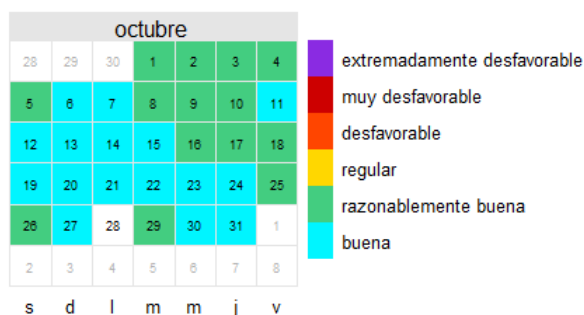 octubre
28 29 30 1 2 3 4
5 6 7 8 9 10 11
12 13 14 15 16 17 18
19 20 21 22 23 24 25
26 27 28 29 30 31 1
2 3 4 5 6 7 8
s d l m m j v
extremadamente desfavorable
muy desfavorable
desfavorable
regular
razonablemente buena
buena